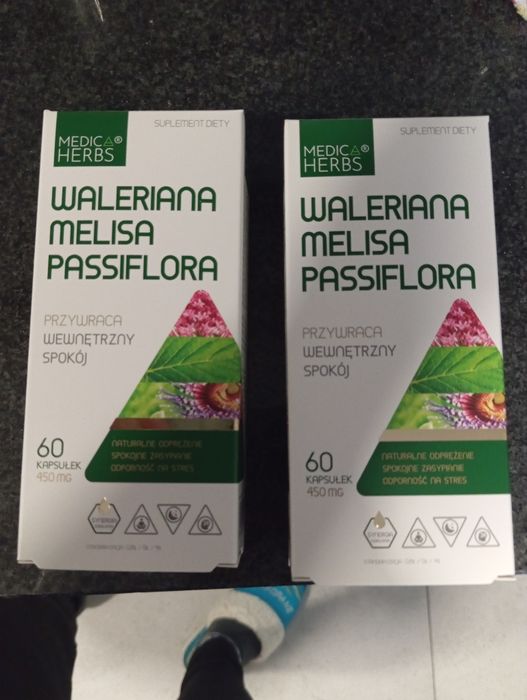 SUPLEMENT DIETY
MEDICA®
HERBS
WALERIANA
MELISA
PASSIFLORA
PRZYWRACA
WEWNĘTRZNY
SPOKÓJ
60
KAPSUŁEK
450 MG
NATURALNE ODPRĘŻENIE
SPOKOJNE ZASYPIANIE
ODPORNOŚĆ NA STRES
SYNERGIA
SUPLEMENT DIETY
MEDICA®
HERBS
WALERIANA
MELISA
PASSIFLORA
PRZYWRACA
WEWNĘTRZNY
SPOKÓJ
60
KAPSUŁEK
450 MG
NATURALNE ODPRĘŻENIE
SPOKOJNE ZASYPIANIE
ODPORNOŚĆ NA STRES
SYNERGIA